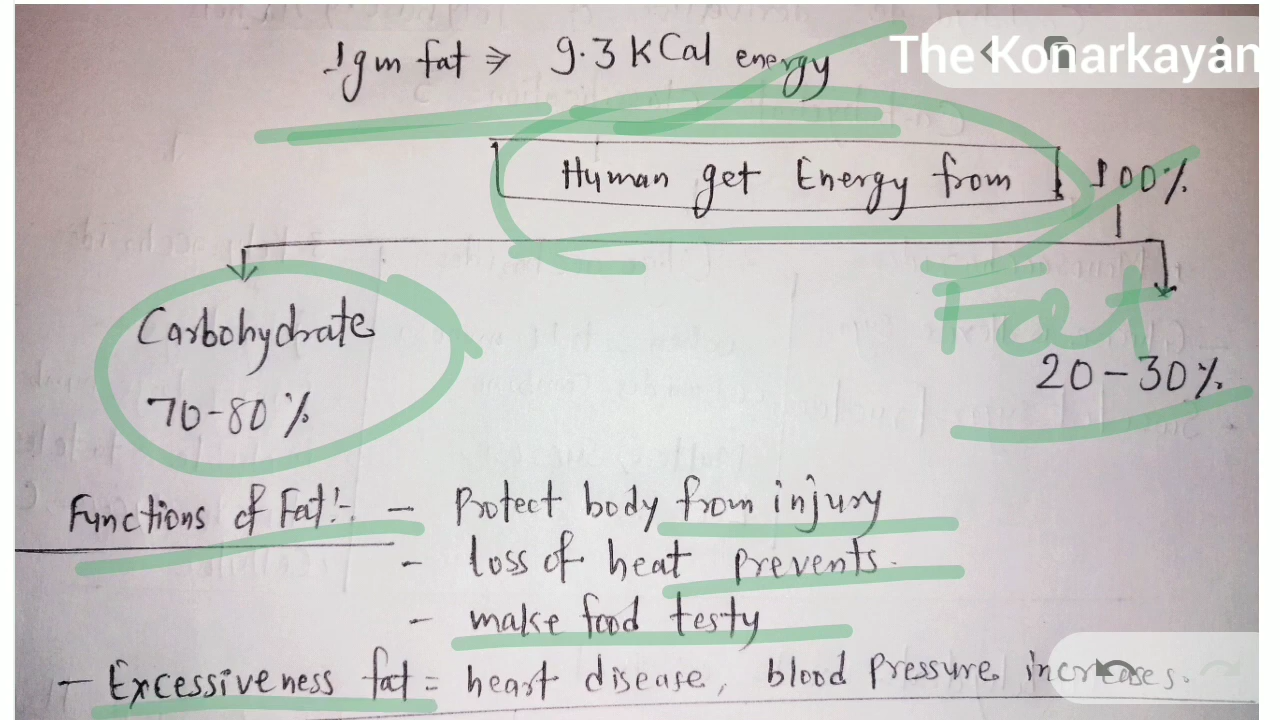 1gm fat ⇒ 9.3 KCal energy
The Konarkayan
Human get Energy from 100%
Fat
Carbohydrate
70-80%
20-30%
Functions of Fat:- - Protect body from injury
- loss of heat prevents.
- make food testy
- Excessiveness fat = heart disease, blood Pressure increases.